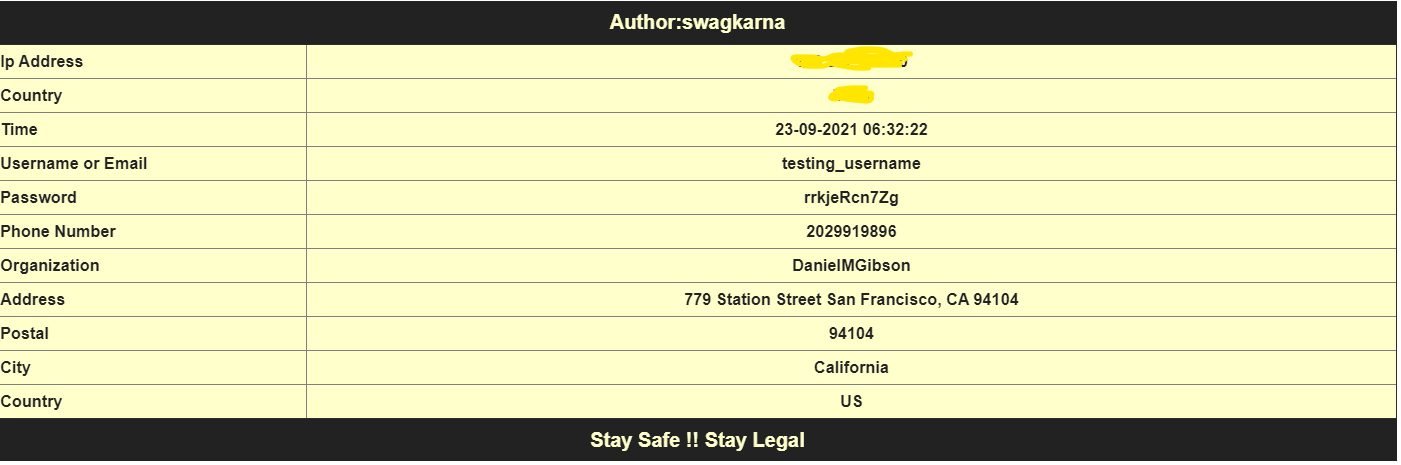 Author:swagkarna
Ip Address
Country
Time 23-09-2021 06:32:22
Username or Email testing_username
Password rrkjeRcn7Zg
Phone Number 2029919896
Organization DanielMGibson
Address 779 Station Street San Francisco, CA 94104
Postal 94104
City California
Country US
Stay Safe !! Stay Legal